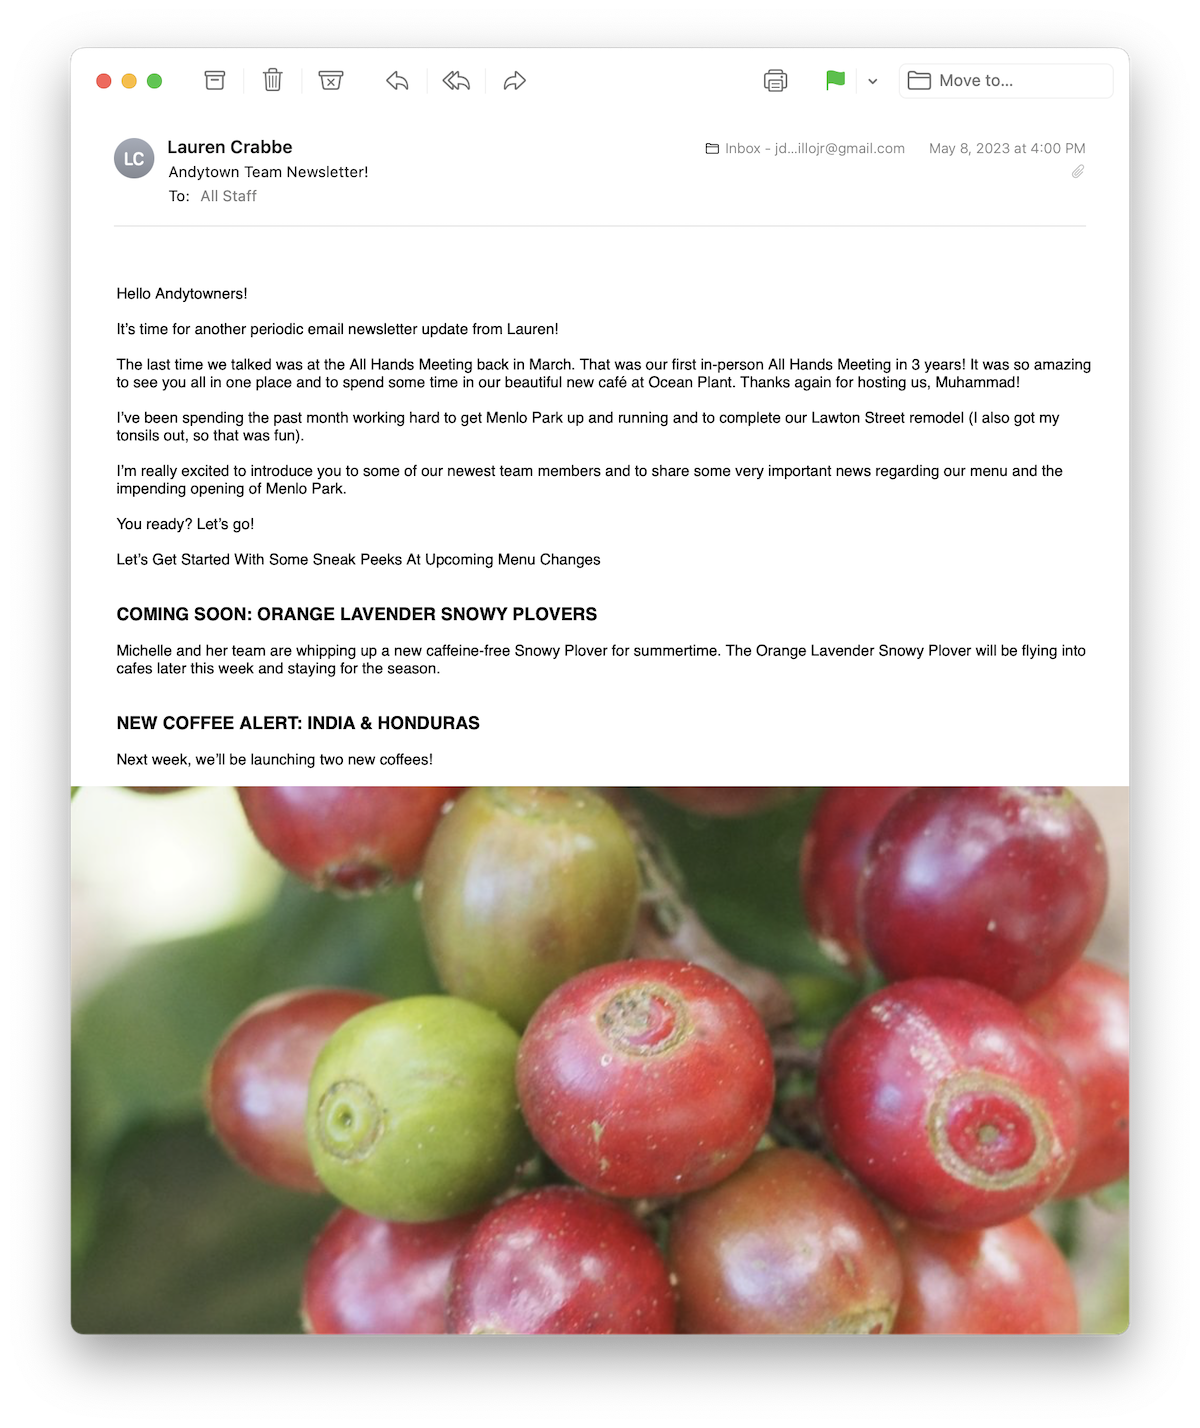 Move to...
LC
Lauren Crabbe
Inbox - jd...illojr@gmail.com
May 8, 2023 at 4:00 PM
Andytown Team Newsletter!
To: All Staff
Hello Andytowners!
It’s time for another periodic email newsletter update from Lauren!
The last time we talked was at the All Hands Meeting back in March. That was our first in-person All Hands Meeting in 3 years! It was so amazing
to see you all in one place and to spend some time in our beautiful new café at Ocean Plant. Thanks again for hosting us, Muhammad!
I’ve been spending the past month working hard to get Menlo Park up and running and to complete our Lawton Street remodel (I also got my
tonsils out, so that was fun).
I’m really excited to introduce you to some of our newest team members and to share some very important news regarding our menu and the
impending opening of Menlo Park.
You ready? Let’s go!
Let’s Get Started With Some Sneak Peeks At Upcoming Menu Changes
COMING SOON: ORANGE LAVENDER SNOWY PLOVERS
Michelle and her team are whipping up a new caffeine-free Snowy Plover for summertime. The Orange Lavender Snowy Plover will be flying into
cafes later this week and staying for the season.
NEW COFFEE ALERT: INDIA & HONDURAS
Next week, we’ll be launching two new coffees!